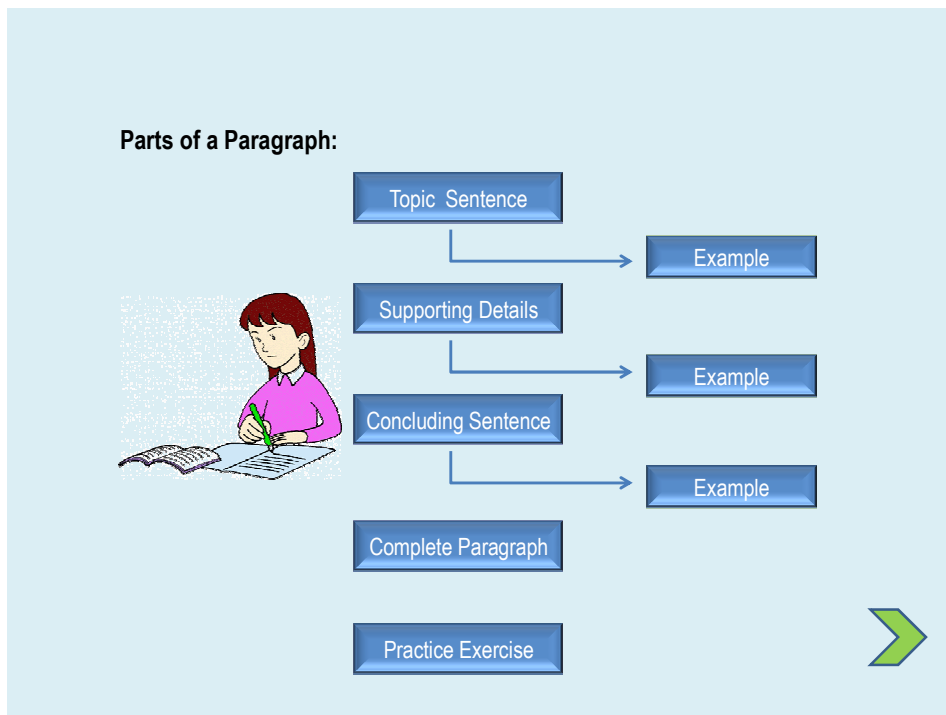 Parts of a Paragraph:
Topic Sentence
Example
Supporting Details
Example
Concluding Sentence
Example
Complete Paragraph
Practice Exercise